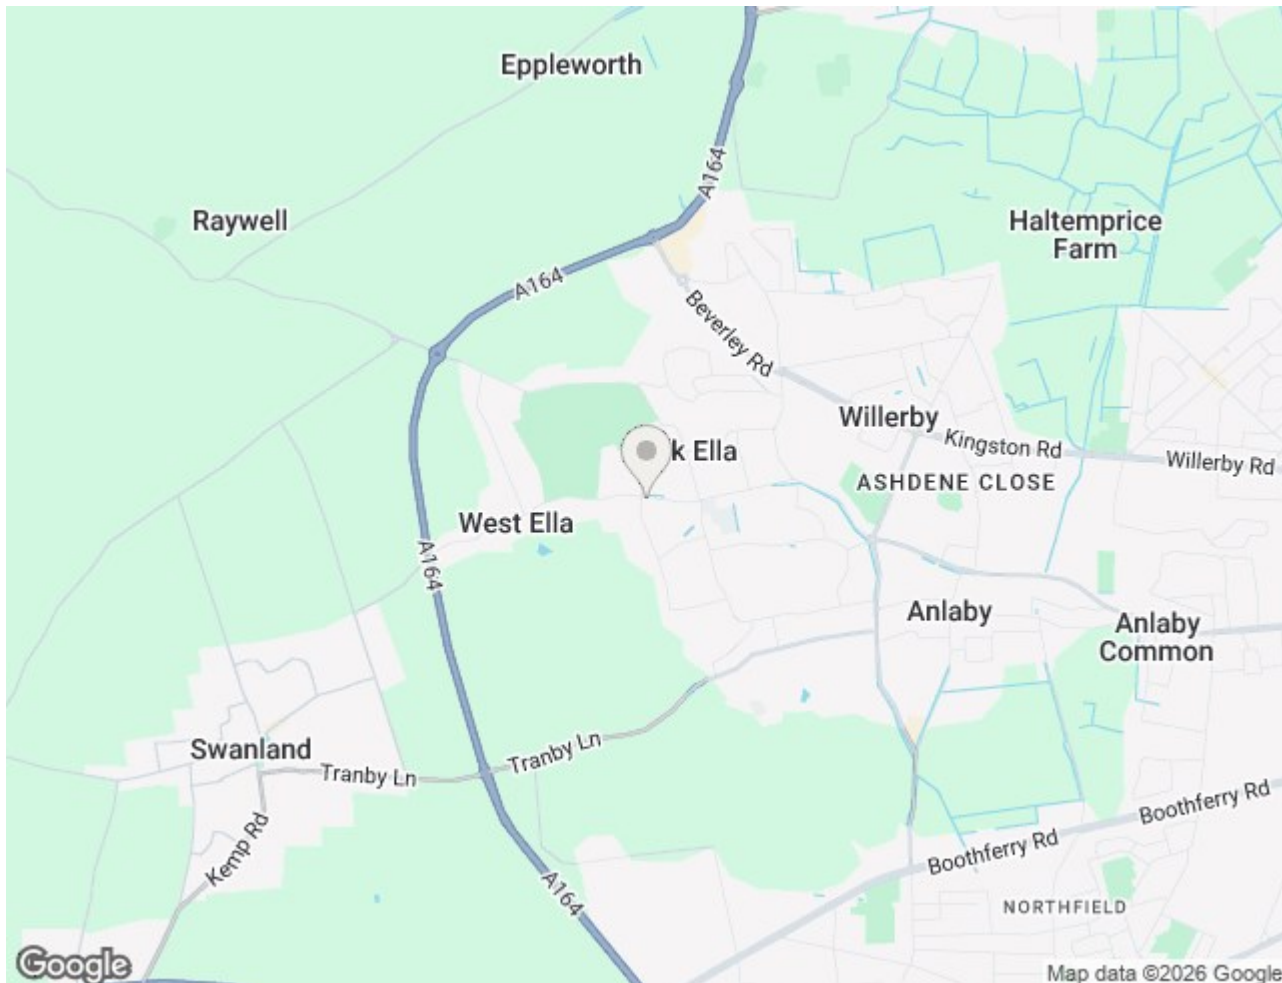 Eppleworth
A164
Raywell
Haltemprice
Farm
A164
Beverley Rd
Willerby
Kingston Rd
Willerby Rd
k Ella
ASHDENE CLOSE
West Ella
A164
Anlaby
Anlaby
Common
Swanland
Tranby Ln
Tranby Ln
Boothferry Rd
Boothferry Rd
Kemp Rd
A164
NORTHFIELD
Google
Map data ©2026 Google